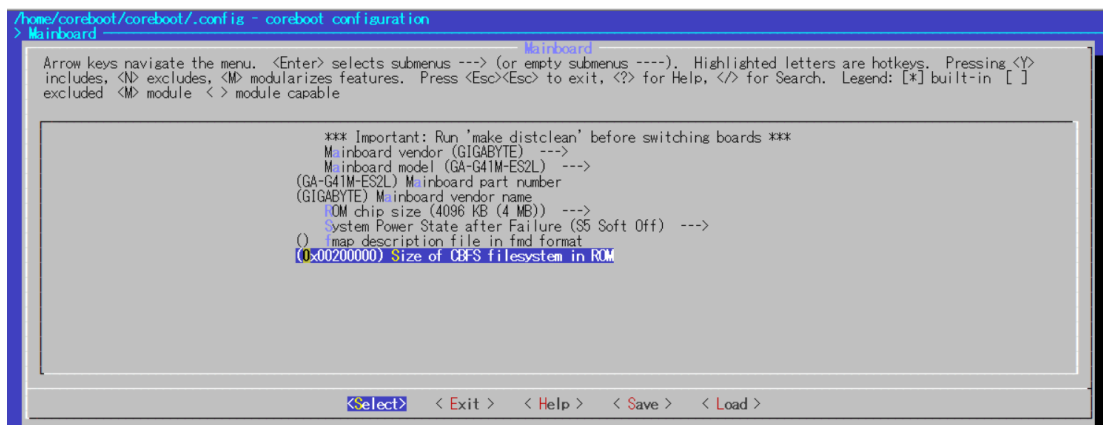 /home/coreboot/coreboot/.config - coreboot configuration
> Mainboard
Mainboard
Arrow keys navigate the menu.  <Enter> selects submenus ---> (or empty submenus ----).  Highlighted letters are hotkeys.  Pressing <Y>
includes, <N> excludes, <M> modularizes features.  Press <Esc><Esc> to exit, <?> for Help, </> for Search.  Legend: [*] built-in  [ ]
excluded  <M> module  < > module capable
*** Important: Run 'make distclean' before switching boards ***
Mainboard vendor (GIGABYTE)  --->
Mainboard model (GA-G41M-ES2L)  --->
(GA-G41M-ES2L) Mainboard part number
(GIGABYTE) Mainboard vendor name
ROM chip size (4096 KB (4 MB))  --->
System Power State after Failure (S5 Soft Off)  --->
()  fmap description file in fmd format
(0x00200000) Size of CBFS filesystem in ROM
<Select>    < Exit >    < Help >    < Save >    < Load >